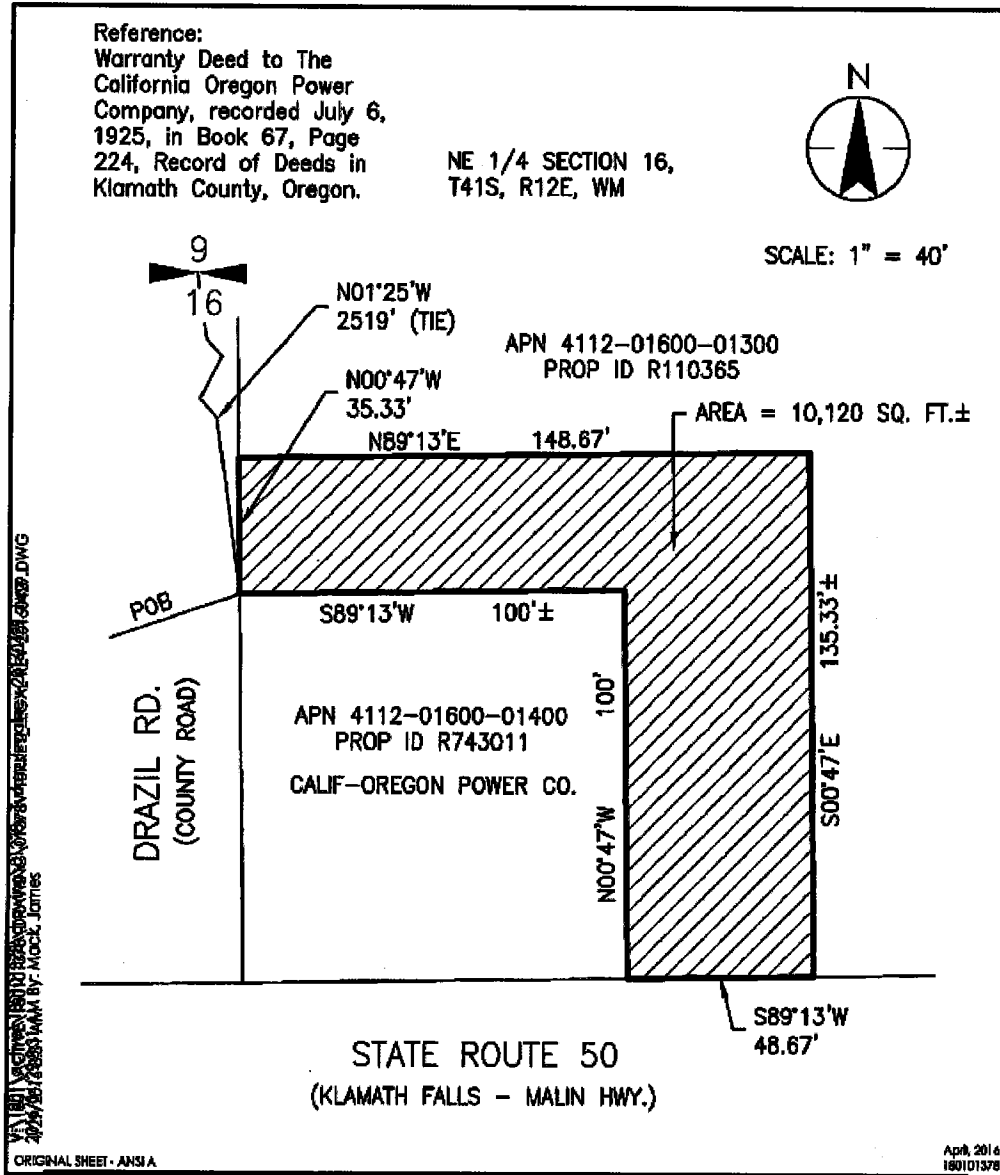 Reference:
Warranty Deed to The
California Oregon Power
Company, recorded July 6,
1925, in Book 67, Page
224, Record of Deeds in
Klamath County, Oregon.
NE 1/4 SECTION 16,
T41S, R12E, WM
N
SCALE: 1" = 40'
9
16
N01°25'W
2519' (TIE)
APN 4112-01600-01300
PROP ID R110365
N00°47'W
35.33'
AREA = 10,120 SQ. FT.±
N89°13'E 148.67'
POB
S89°13'W 100'±
135.33'±
S00°47'E
100'
N00°47'W
APN 4112-01600-01400
PROP ID R743011
CALIF-OREGON POWER CO.
DRAZIL RD.
(COUNTY ROAD)
S89°13'W
48.67'
STATE ROUTE 50
(KLAMATH FALLS - MALIN HWY.)
.DWG
By: Mack, James
ORIGINAL SHEET - ANSI A
April, 2016